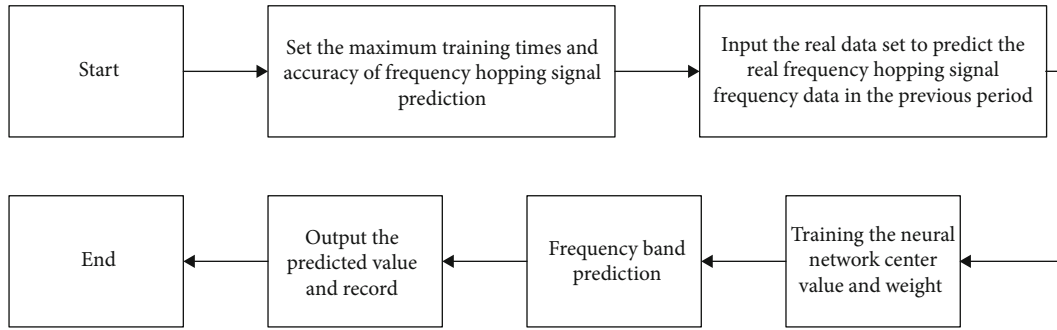 Start
Set the maximum training times and
accuracy of frequency hopping signal
prediction
Input the real data set to predict the
real frequency hopping signal
frequency data in the previous period
End
Output the
predicted value
and record
Frequency band
prediction
Training the neural
network center
value and weight